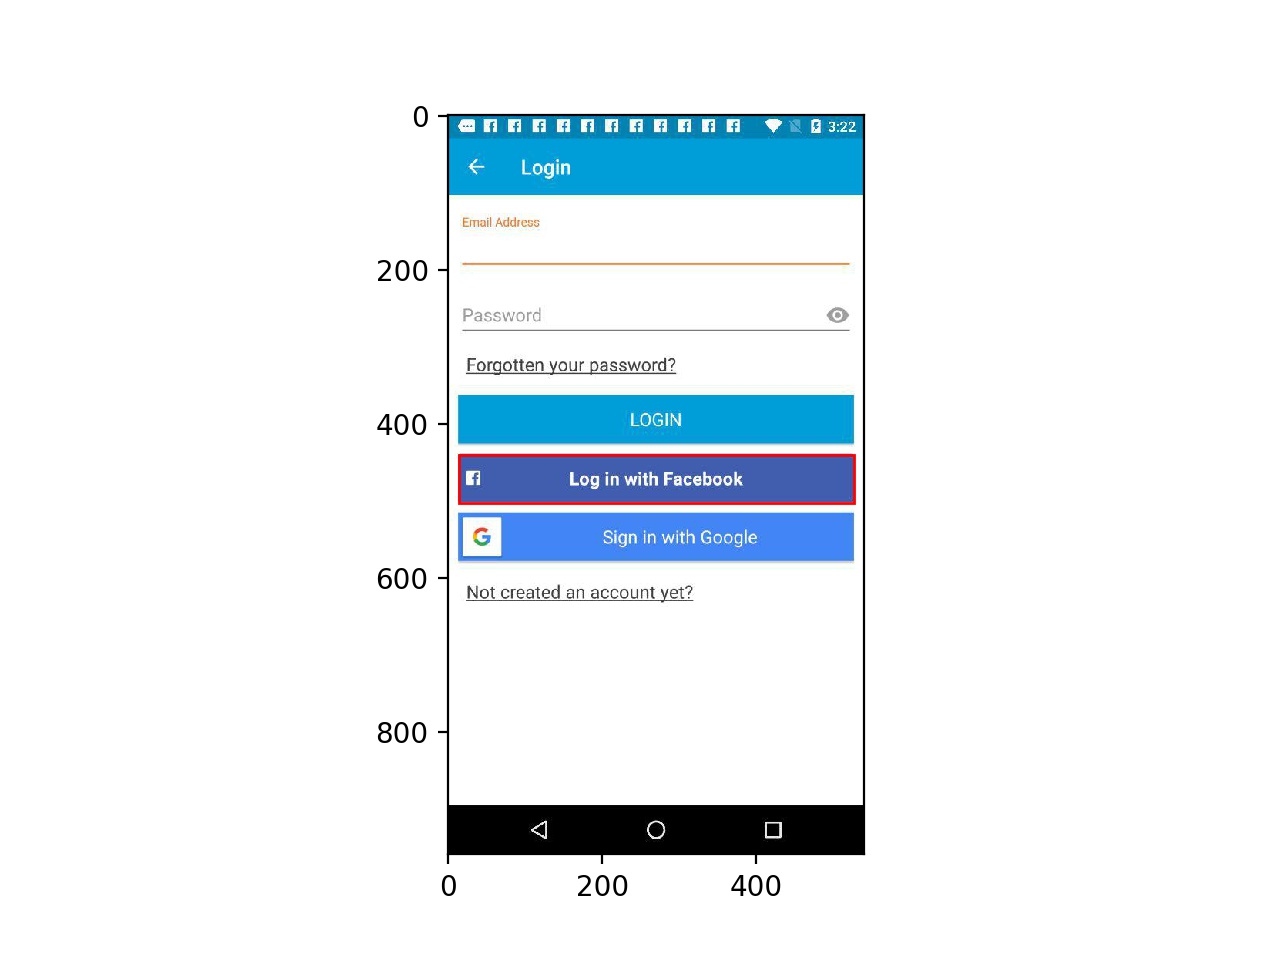 0
3:22
Login
Email Address
200
Password
Forgotten your password?
400
LOGIN
Log in with Facebook
Sign in with Google
600
Not created an account yet?
800
0
200
400